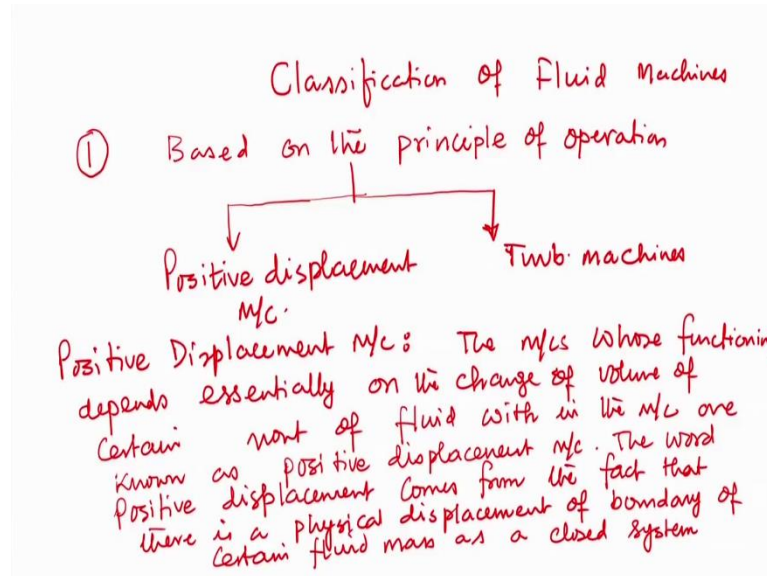 Classification of Fluid Machines
① Based on the principle of operation
Positive displacement
M/C.
Turb. machines
Positive Displacement M/C: The M/Cs whose functionin
depends essentially on the change of volume of
Certain of fluid with in the M/C are
Known as positive displacement M/C. The word
Positive displacement comes from the fact that
there is a physical displacement of boundary of
Certain fluid mass as a closed system